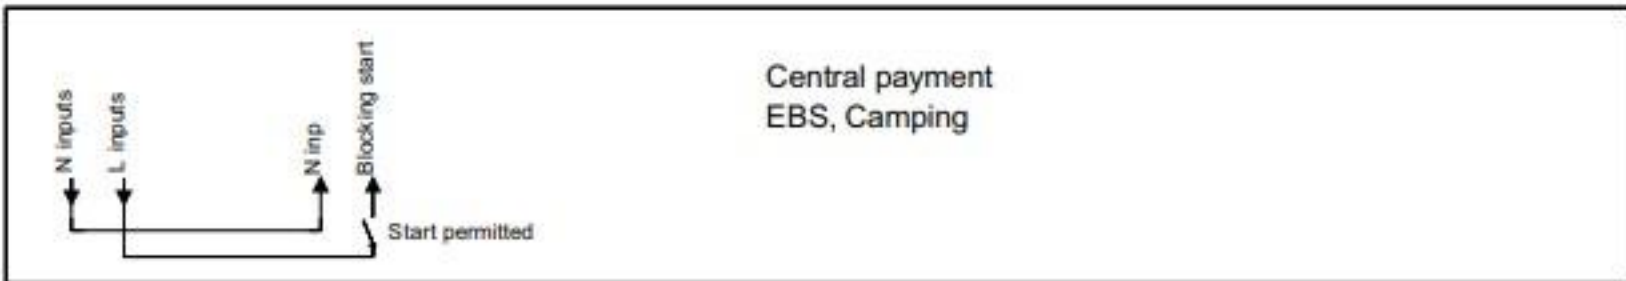 N inputs
L inputs
N inp
Blocking start
Start permitted
Central payment
EBS, Camping